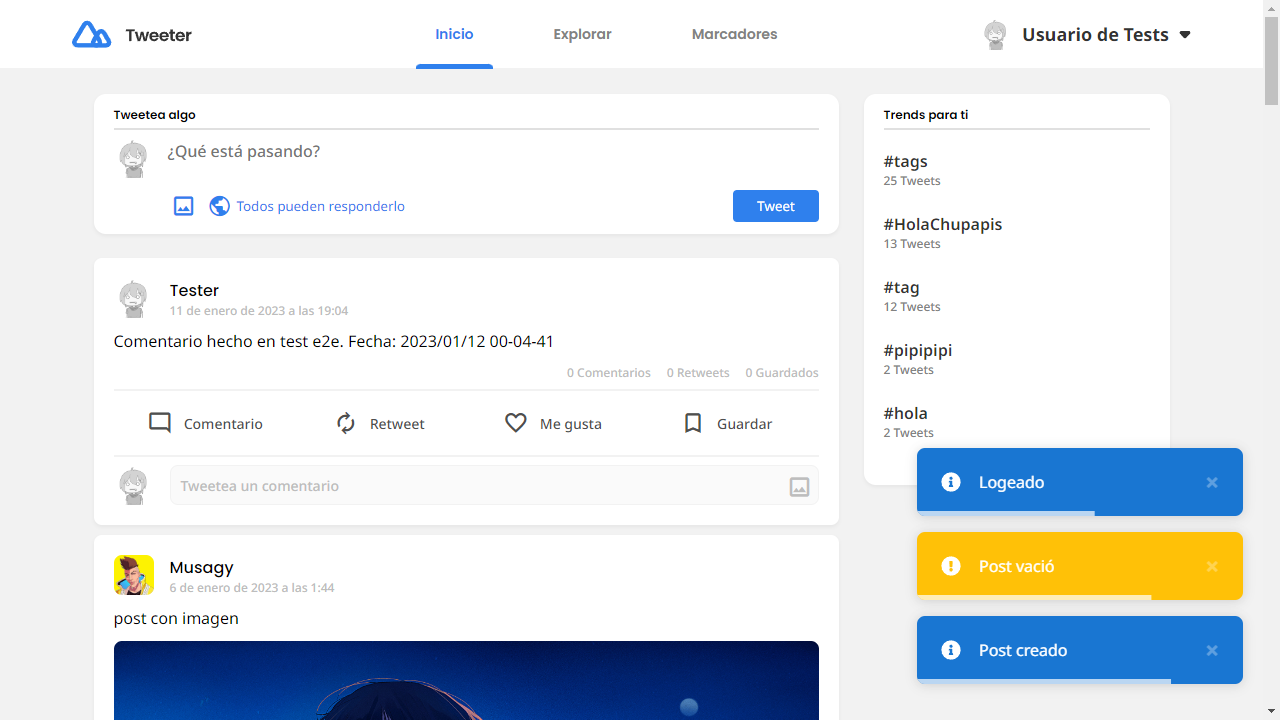 Tweeter
Inicio
Explorar
Marcadores
Usuario de Tests
Tweetea algo
¿Qué está pasando?
Todos pueden responderlo
Tweet
Tester
11 de enero de 2023 a las 19:04
Comentario hecho en test e2e. Fecha: 2023/01/12 00-04-41
0 Comentarios 0 Retweets 0 Guardados
Comentario Retweet Me gusta Guardar
Tweetea un comentario
Musagy
6 de enero de 2023 a las 1:44
post con imagen
Trends para ti
#tags
25 Tweets
#HolaChupapis
13 Tweets
#tag
12 Tweets
#pipipipi
2 Tweets
#hola
2 Tweets
Logeado
Post vació
Post creado